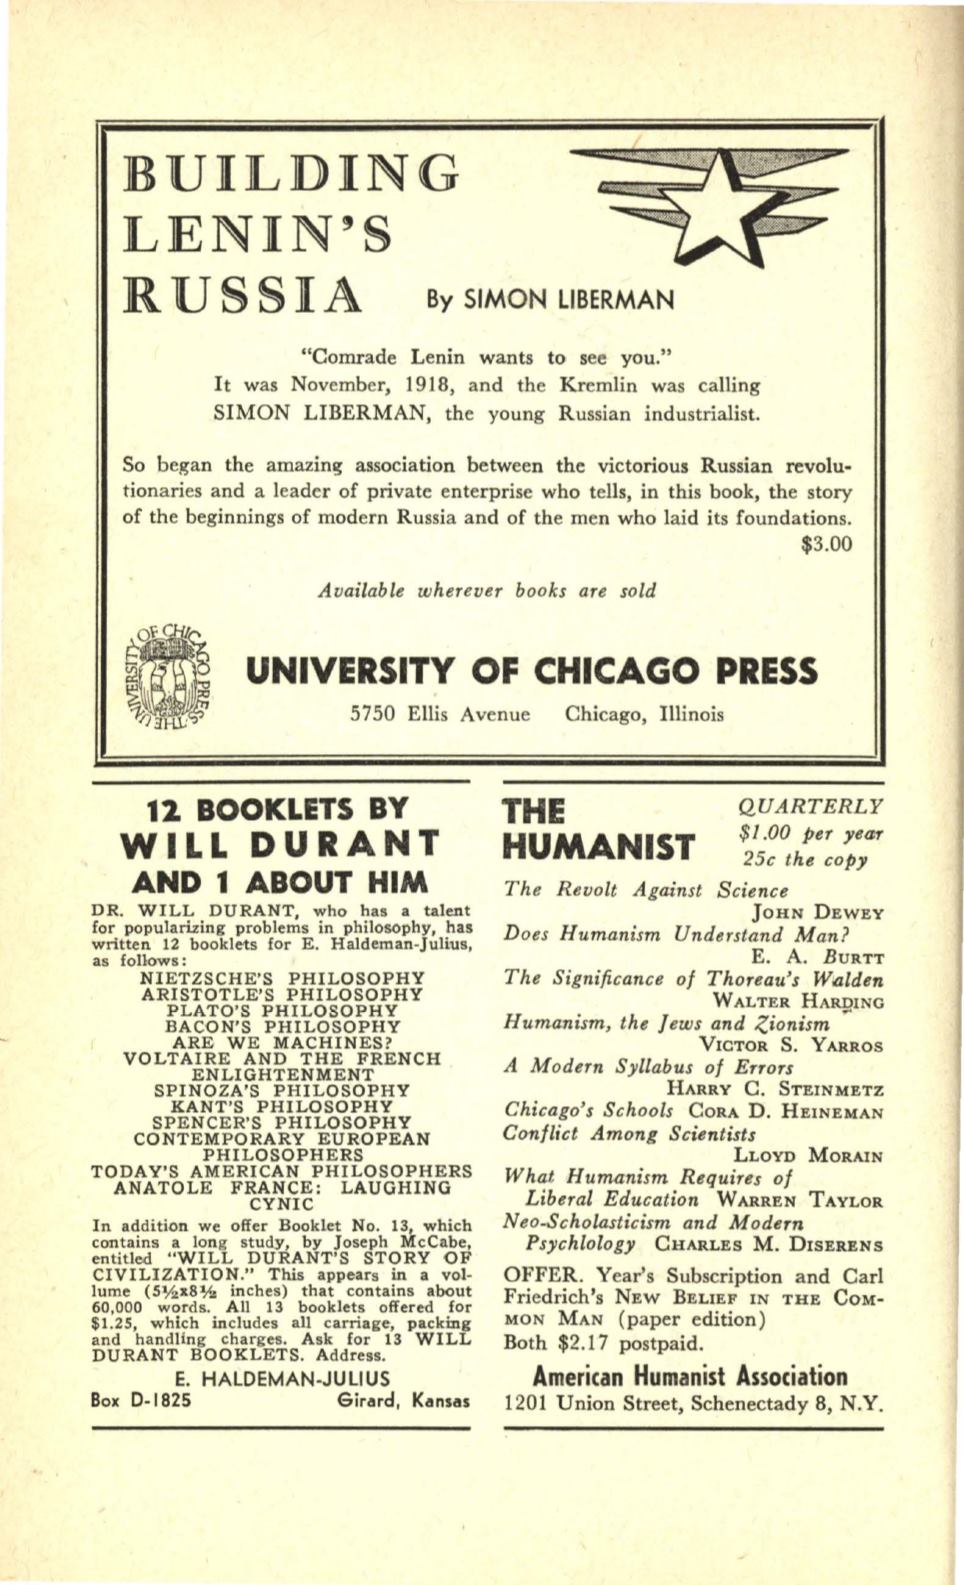 BUILDING
LENIN'S
RUSSIA By SIMON LIBERMAN
"Comrade Lenin wants to see you."
It was November, 1918, and the Kremlin was calling
SIMON LIBERMAN, the young Russian industrialist.
So began the amazing association between the victorious Russian revolu-
tionaries and a leader of private enterprise who tells, in this book, the story
of the beginnings of modern Russia and of the men who laid its foundations.
$3.00
Available wherever books are sold
THE UNIVERSITY OF CHICAGO PRESS
UNIVERSITY OF CHICAGO PRESS
5750 Ellis Avenue Chicago, Illinois
12 BOOKLETS BY
WILL DURANT
AND 1 ABOUT HIM
DR. WILL DURANT, who has a talent
for popularizing problems in philosophy, has
written 12 booklets for E. Haldeman-Julius,
as follows:
NIETZSCHE'S PHILOSOPHY
ARISTOTLE'S PHILOSOPHY
PLATO'S PHILOSOPHY
BACON'S PHILOSOPHY
ARE WE MACHINES?
VOLTAIRE AND THE FRENCH
ENLIGHTENMENT
SPINOZA'S PHILOSOPHY
KANT'S PHILOSOPHY
SPENCER'S PHILOSOPHY
CONTEMPORARY EUROPEAN
PHILOSOPHERS
TODAY'S AMERICAN PHILOSOPHERS
ANATOLE FRANCE: LAUGHING
CYNIC
In addition we offer Booklet No. 13, which
contains a long study, by Joseph McCabe,
entitled "WILL DURANT'S STORY OF
CIVILIZATION." This appears in a vol-
lume (5½x8½ inches) that contains about
60,000 words. All 13 booklets offered for
$1.25, which includes all carriage, packing
and handling charges. Ask for 13 WILL
DURANT BOOKLETS. Address.
E. HALDEMAN-JULIUS
Box D-1825 Girard, Kansas
THE
HUMANIST
QUARTERLY
$1.00 per year
25c the copy
The Revolt Against Science
JOHN DEWEY
Does Humanism Understand Man?
E. A. BURTT
The Significance of Thoreau's Walden
WALTER HARDING
Humanism, the Jews and Zionism
VICTOR S. YARROS
A Modern Syllabus of Errors
HARRY C. STEINMETZ
Chicago's Schools CORA D. HEINEMAN
Conflict Among Scientists
LLOYD MORAIN
What Humanism Requires of
Liberal Education WARREN TAYLOR
Neo-Scholasticism and Modern
Psychlology CHARLES M. DISERENS
OFFER. Year's Subscription and Carl
Friedrich's NEW BELIEF IN THE COM-
MON MAN (paper edition)
Both $2.17 postpaid.
American Humanist Association
1201 Union Street, Schenectady 8, N.Y.